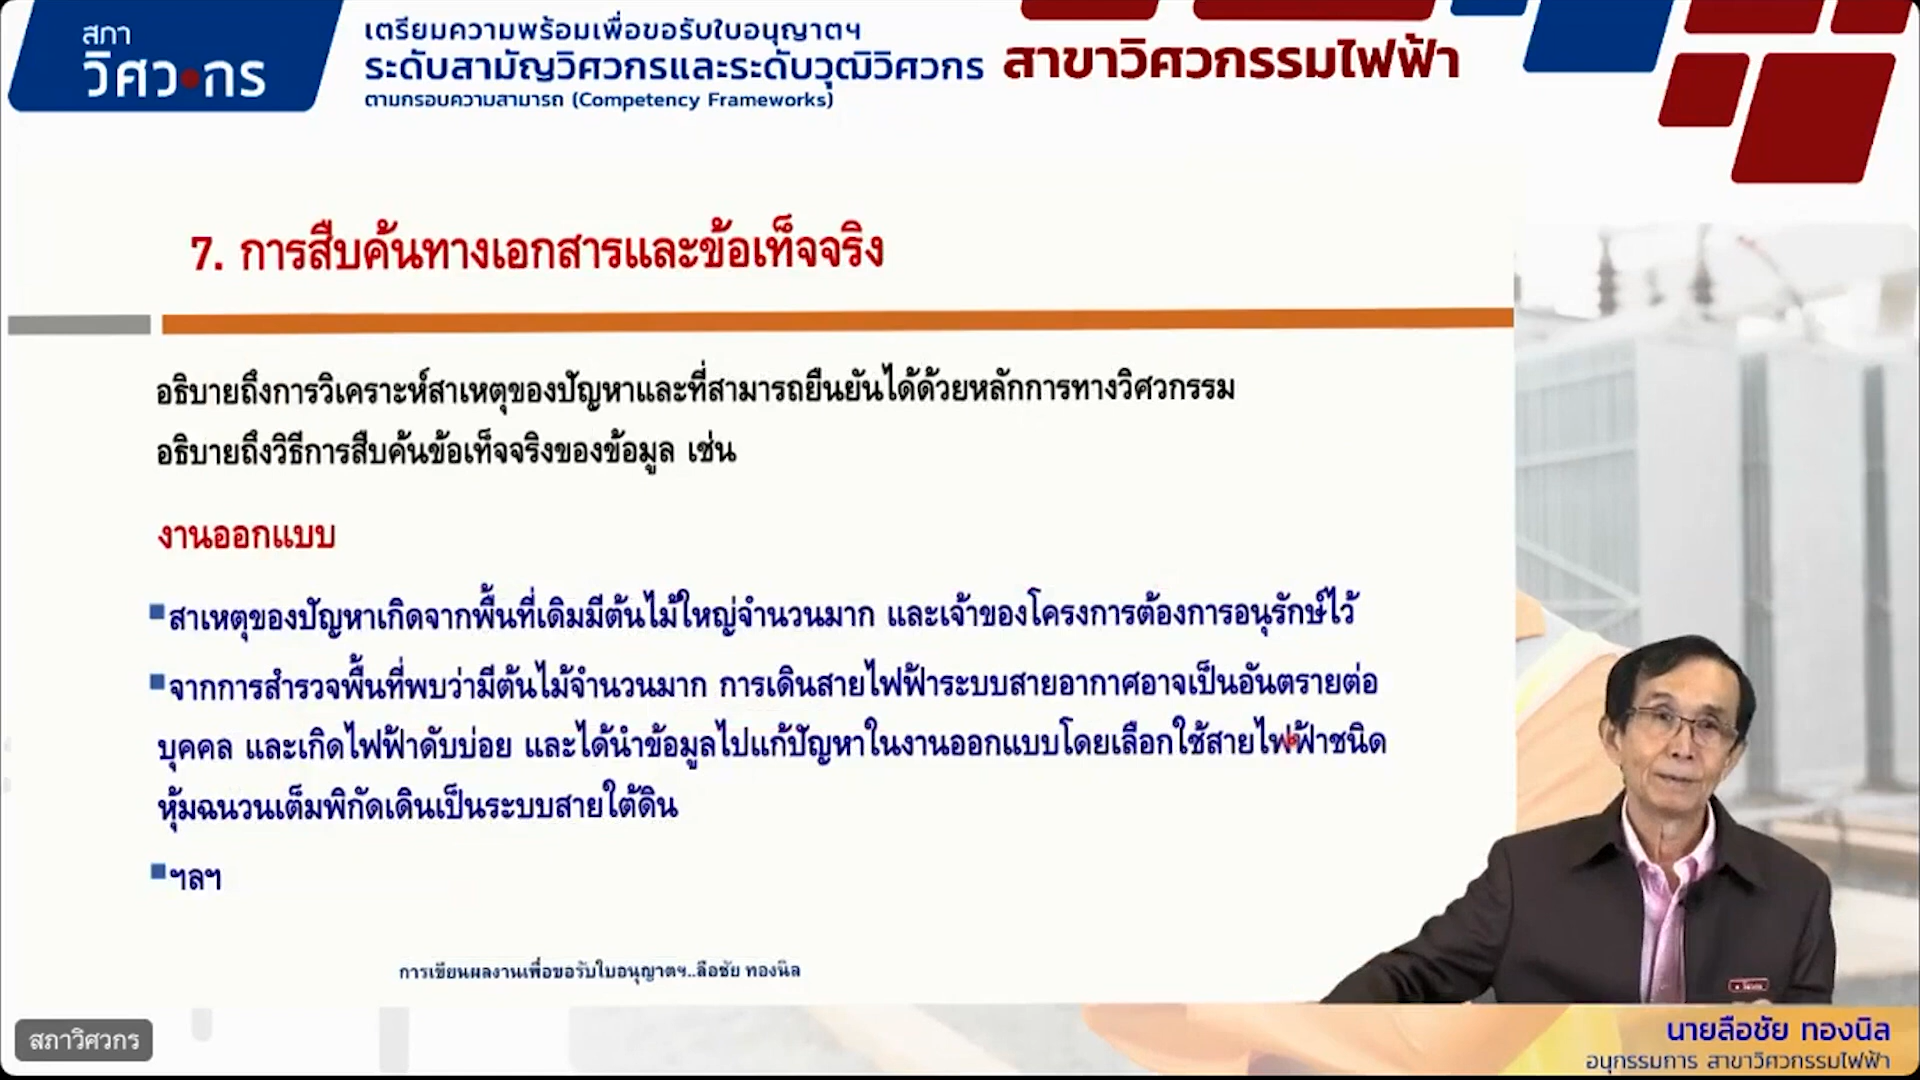 สภา
วิศวกร
เตรียมความพร้อมเพื่อขอรับใบอนุญาตฯ
ระดับสามัญวิศวกรและระดับวุฒิวิศวกร สาขาวิศวกรรมไฟฟ้า
ตามกรอบความสามารถ (Competency Frameworks)
7. การสืบค้นทางเอกสารและข้อเท็จจริง
อธิบายถึงการวิเคราะห์สาเหตุของปัญหาและที่สามารถยืนยันได้ด้วยหลักการทางวิศวกรรม
อธิบายถึงวิธีการสืบค้นข้อเท็จจริงของข้อมูล เช่น
งานออกแบบ
สาเหตุของปัญหาเกิดจากพื้นที่เดิมมีต้นไม้ใหญ่จำนวนมาก และเจ้าของโครงการต้องการอนุรักษ์ไว้
จากการสำรวจพื้นที่พบว่ามีต้นไม้จำนวนมาก การเดินสายไฟฟ้าระบบสายอากาศอาจเป็นอันตรายต่อ
บุคคล และเกิดไฟฟ้าดับบ่อย และได้นำข้อมูลไปแก้ปัญหาในงานออกแบบโดยเลือกใช้สายไฟฟ้าชนิด
หุ้มฉนวนเต็มพิกัดเดินเป็นระบบสายใต้ดิน
ฯลฯ
การเขียนผลงานเพื่อขอรับใบอนุญาตฯ..ลือชัย ทองนิล
สภาวิศวกร
นายลือชัย ทองนิล
อนุกรรมการ สาขาวิศวกรรมไฟฟ้า